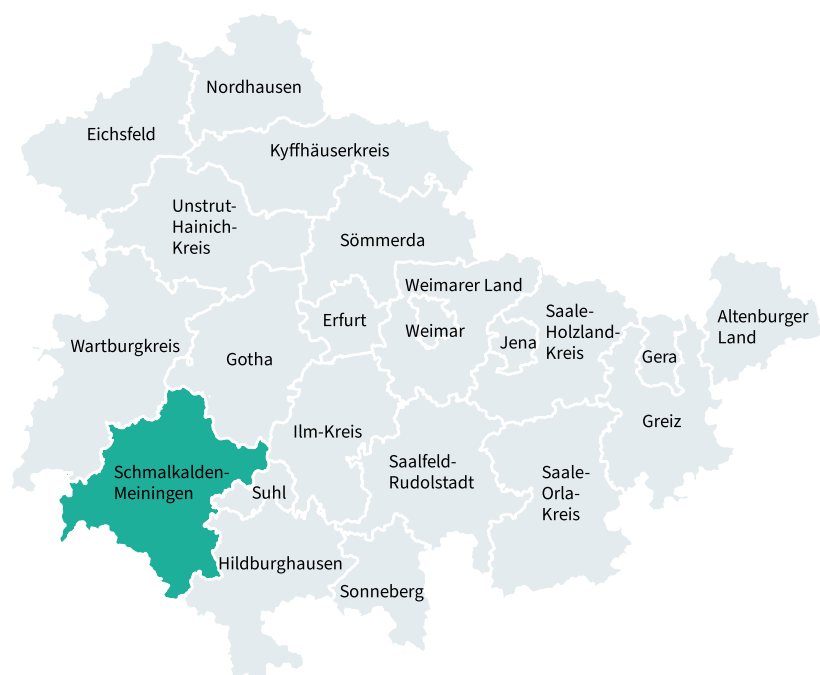 Nordhausen
Eichsfeld
Kyffhäuserkreis
Unstrut-
Hainich-
Kreis
Sömmerda
Weimarer Land
Erfurt
Weimar
Jena
Saale-
Holzland-
Kreis
Gera
Altenburger
Land
Wartburgkreis
Gotha
Greiz
Ilm-Kreis
Schmalkalden-
Meiningen
Suhl
Saalfeld-
Rudolstadt
Saale-
Orla-
Kreis
Hildburghausen
Sonneberg